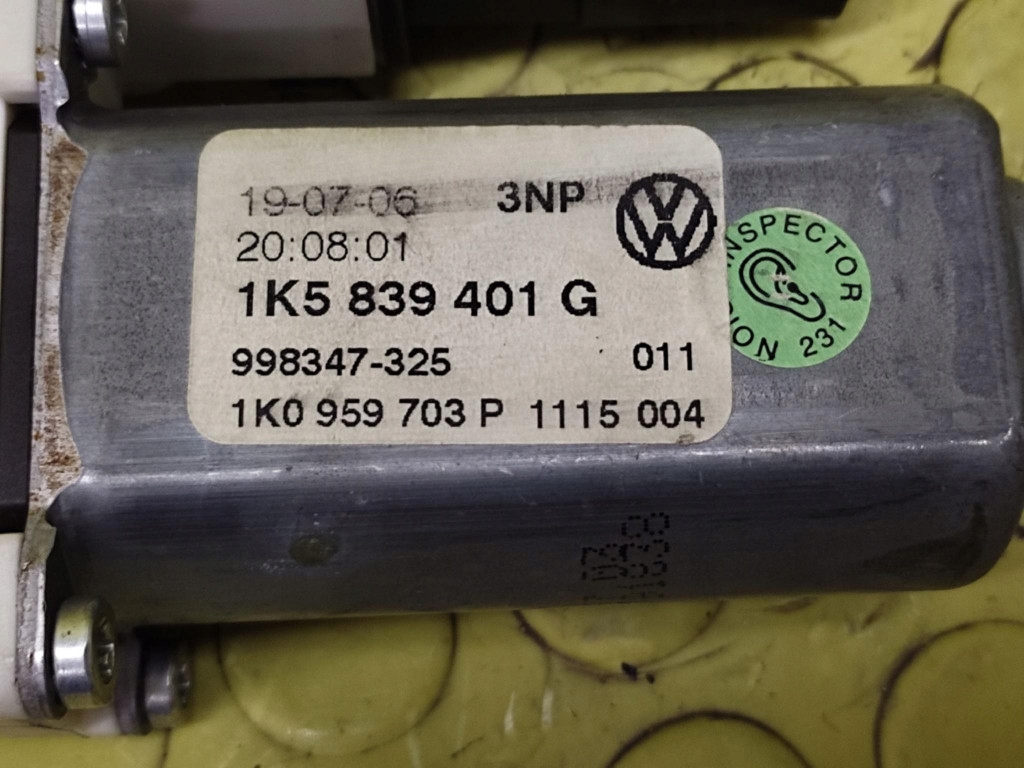 19-07-06 3NP VW
20:08:01
1K5 839 401 G
998347-325 011
1K0 959 703 P 1115 004
INSPECTOR
231